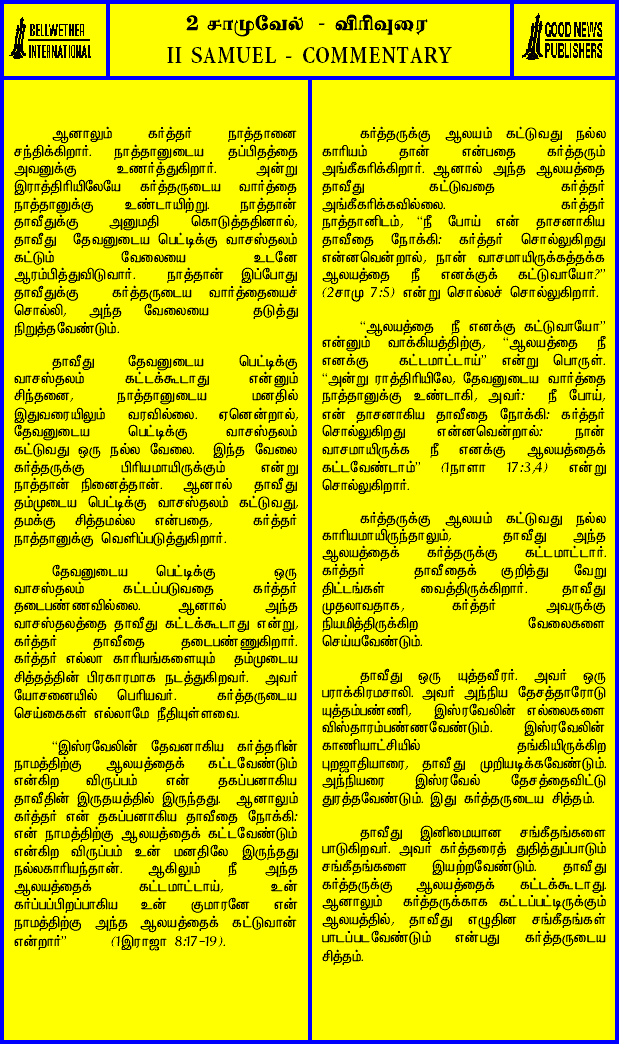 BELLWETHER
INTERNATIONAL
2 சாமுவேல் - விரிவுரை
II SAMUEL - COMMENTARY
GOOD NEWS
PUBLISHERS
ஆனாலும் கர்த்தர் நாத்தானை
சந்திக்கிறார். நாத்தானுடைய தப்பிதத்தை
அவனுக்கு உணர்த்துகிறார். அன்று
இராத்திரியிலேயே கர்த்தருடைய வார்த்தை
நாத்தானுக்கு உண்டாயிற்று. நாத்தான்
தாவீதுக்கு அனுமதி கொடுத்ததினால்,
தாவீது தேவனுடைய பெட்டிக்கு வாசஸ்தலம்
கட்டும் வேலையை உடனே
ஆரம்பித்துவிடுவார். நாத்தான் இப்போது
தாவீதுக்கு கர்த்தருடைய வார்த்தையைச்
சொல்லி, அந்த வேலையை தடுத்து
நிறுத்தவேண்டும்.
தாவீது தேவனுடைய பெட்டிக்கு
வாசஸ்தலம் கட்டக்கூடாது என்னும்
சிந்தனை, நாத்தானுடைய மனதில்
இதுவரையிலும் வரவில்லை. ஏனென்றால்,
தேவனுடைய பெட்டிக்கு வாசஸ்தலம்
கட்டுவது ஒரு நல்ல வேலை. இந்த வேலை
கர்த்தருக்கு பிரியமாயிருக்கும் என்று
நாத்தான் நினைத்தான். ஆனால் தாவீது
தம்முடைய பெட்டிக்கு வாசஸ்தலம் கட்டுவது,
தமக்கு சித்தமல்ல என்பதை, கர்த்தர்
நாத்தானுக்கு வெளிப்படுத்துகிறார்.
தேவனுடைய பெட்டிக்கு ஒரு
வாசஸ்தலம் கட்டப்படுவதை கர்த்தர்
தடைபண்ணவில்லை. ஆனால் அந்த
வாசஸ்தலத்தை தாவீது கட்டக்கூடாது என்று,
கர்த்தர் தாவீதை தடைபண்ணுகிறார்.
கர்த்தர் எல்லா காரியங்களையும் தம்முடைய
சித்தத்தின் பிரகாரமாக நடத்துகிறவர். அவர்
யோசனையில் பெரியவர். கர்த்தருடைய
செய்கைகள் எல்லாமே நீதியுள்ளவை.
“இஸ்ரவேலின் தேவனாகிய கர்த்தரின்
நாமத்திற்கு ஆலயத்தைக் கட்டவேண்டும்
என்கிற விருப்பம் என் தகப்பனாகிய
தாவீதின் இருதயத்தில் இருந்தது. ஆனாலும்
கர்த்தர் என் தகப்பனாகிய தாவீதை நோக்கி:
என் நாமத்திற்கு ஆலயத்தைக் கட்டவேண்டும்
என்கிற விருப்பம் உன் மனதிலே இருந்தது
நல்லகாரியந்தான். ஆகிலும் நீ அந்த
ஆலயத்தைக் கட்டமாட்டாய், உன்
கர்ப்பப்பிறப்பாகிய உன் குமாரனே என்
நாமத்திற்கு அந்த ஆலயத்தைக் கட்டுவான்
என்றார்” (1இராஜா 8:17-19).
கர்த்தருக்கு ஆலயம் கட்டுவது நல்ல
காரியம் தான் என்பதை கர்த்தரும்
அங்கீகரிக்கிறார். ஆனால் அந்த ஆலயத்தை
தாவீது கட்டுவதை கர்த்தர்
அங்கீகரிக்கவில்லை. கர்த்தர்
நாத்தானிடம், “நீ போய் என் தாசனாகிய
தாவீதை நோக்கி: கர்த்தர் சொல்லுகிறது
என்னவென்றால், நான் வாசமாயிருக்கத்தக்க
ஆலயத்தை நீ எனக்குக் கட்டுவாயோ?”
(2சாமு 7:5) என்று சொல்லச் சொல்லுகிறார்.
“ஆலயத்தை நீ எனக்கு கட்டுவாயோ”
என்னும் வாக்கியத்திற்கு, “ஆலயத்தை நீ
எனக்கு கட்டமாட்டாய்” என்று பொருள்.
“அன்று ராத்திரியிலே, தேவனுடைய வார்த்தை
நாத்தானுக்கு உண்டாகி, அவர்: நீ போய்,
என் தாசனாகிய தாவீதை நோக்கி: கர்த்தர்
சொல்லுகிறது என்னவென்றால்: நான்
வாசமாயிருக்க நீ எனக்கு ஆலயத்தைக்
கட்டவேண்டாம்” (1நாளா 17:3,4) என்று
சொல்லுகிறார்.
கர்த்தருக்கு ஆலயம் கட்டுவது நல்ல
காரியமாயிருந்தாலும், தாவீது அந்த
ஆலயத்தைக் கர்த்தருக்கு கட்டமாட்டார்.
கர்த்தர் தாவீதைக் குறித்து வேறு
திட்டங்கள் வைத்திருக்கிறார். தாவீது
முதலாவதாக, கர்த்தர் அவருக்கு
நியமித்திருக்கிற வேலைகளை
செய்யவேண்டும்.
தாவீது ஒரு யுத்தவீரர். அவர் ஒரு
பராக்கிரமசாலி. அவர் அந்நிய தேசத்தாரோடு
யுத்தம்பண்ணி, இஸ்ரவேலின் எல்லைகளை
விஸ்தாரம்பண்ணவேண்டும். இஸ்ரவேலின்
காணியாட்சியில் தங்கியிருக்கிற
புறஜாதியாரை, தாவீது முறியடிக்கவேண்டும்.
அந்நியரை இஸ்ரவேல் தேசத்தைவிட்டு
துரத்தவேண்டும். இது கர்த்தருடைய சித்தம்.
தாவீது இனிமையான சங்கீதங்களை
பாடுகிறவர். அவர் கர்த்தரைத் துதித்துப்பாடும்
சங்கீதங்களை இயற்றவேண்டும். தாவீது
கர்த்தருக்கு ஆலயத்தைக் கட்டக்கூடாது.
ஆனாலும் கர்த்தருக்காக கட்டப்பட்டிருக்கும்
ஆலயத்தில், தாவீது எழுதின சங்கீதங்கள்
பாடப்படவேண்டும் என்பது கர்த்தருடைய
சித்தம்.